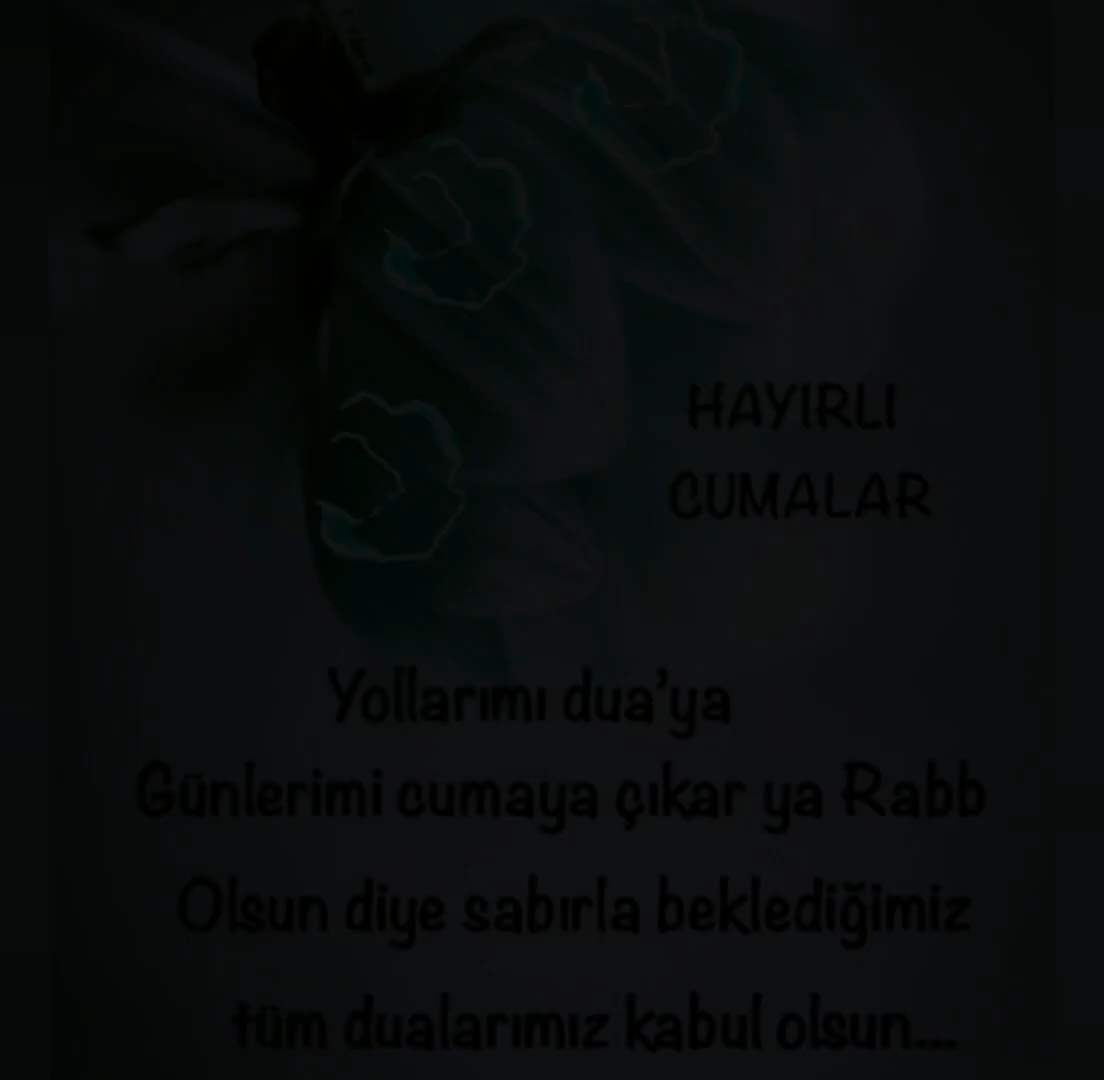 HAYIRLI
CUMALAR
Yollarımı dua'ya
Günlerimi cumaya çıkar ya Rabb
Olsun diye sabırla beklediğimiz
tüm dualarımız kabul olsun...